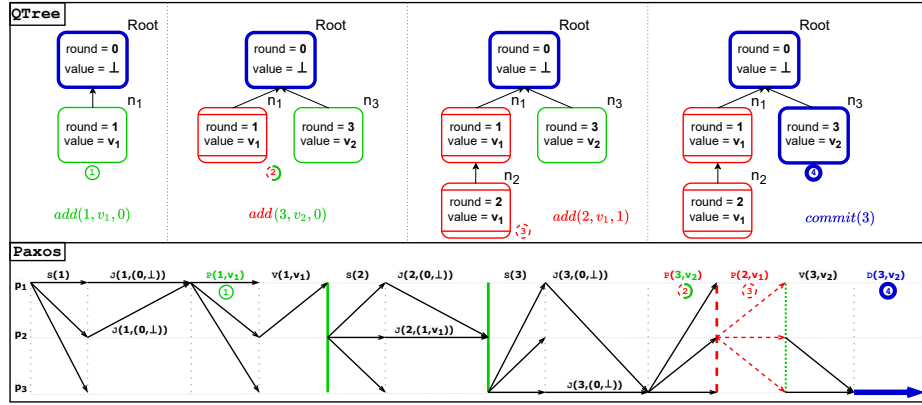 QTree
Root
round = 0
value = ⊥
n1
round = 1
value = v1
1
add(1, v1, 0)
Root
round = 0
value = ⊥
n1
n3
round = 1
value = v1
round = 3
value = v2
2
add(3, v2, 0)
Root
round = 0
value = ⊥
n1
n3
round = 1
value = v1
round = 3
value = v2
n2
round = 2
value = v1
3
add(2, v1, 1)
Root
round = 0
value = ⊥
n1
n3
round = 1
value = v1
round = 3
value = v2
4
n2
round = 2
value = v1
commit(3)
Paxos
S(1) J(1,(0,⊥)) P(1,v1) V(1,v1) S(2) J(2,(0,⊥)) S(3) J(3,(0,⊥)) P(3,v2) P(2,v1) V(3,v2) D(3,v2)
1 2 3 4
p1
J(1,(0,⊥)) J(2,(1,v1))
p2
J(3,(0,⊥))
p3